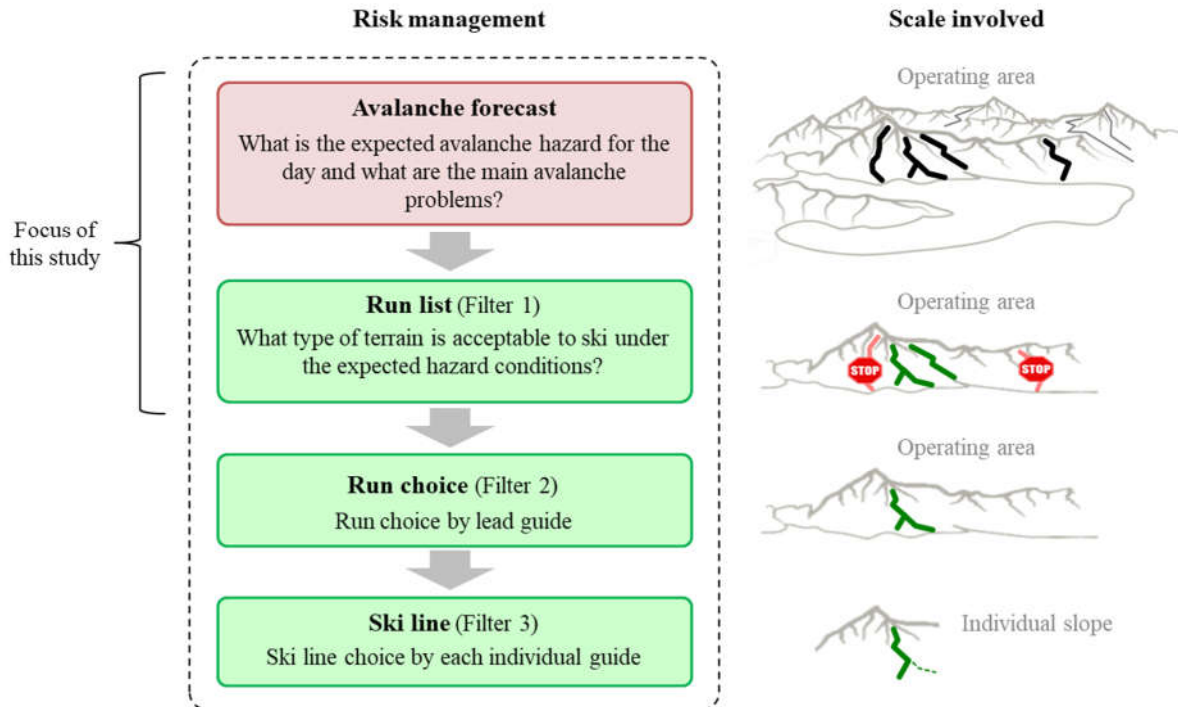 Risk management
Scale involved
Focus of
this study
Avalanche forecast
What is the expected avalanche hazard for the
day and what are the main avalanche
problems?
Operating area
Run list (Filter 1)
What type of terrain is acceptable to ski under
the expected hazard conditions?
Operating area
STOP
STOP
Run choice (Filter 2)
Run choice by lead guide
Operating area
Ski line (Filter 3)
Ski line choice by each individual guide
Individual slope